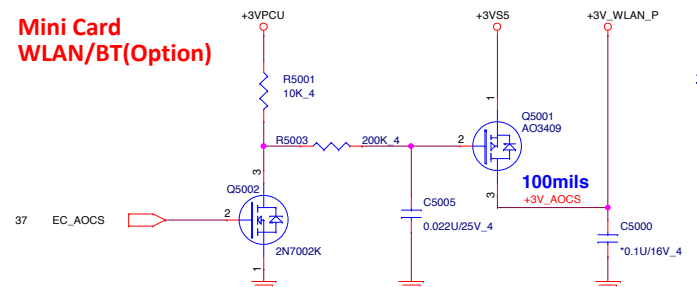 Mini Card
WLAN/BT(Option)
+3VPCU
+3VS5
+3V_WLAN_P
R5001
10K_4
1
Q5001
AO3409
R5003
200K_4
2
3
Q5002
100mils
3
+3V_AOCS
C5005
0.022U/25V_4
37
EC_AOCS
2
C5000
*0.1U/16V_4
2N7002K
1